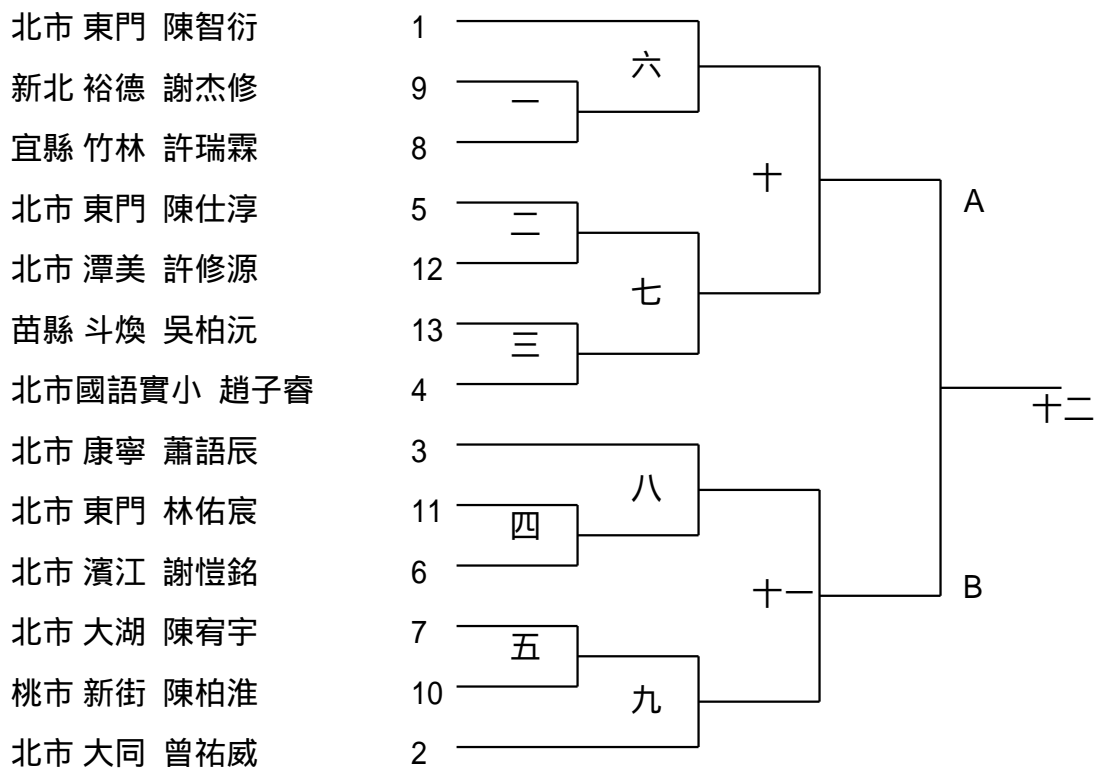 北市 東門 陳智衍 1
六
新北 裕德 謝杰修 9
一
宜縣 竹林 許瑞霖 8
十
北市 東門 陳仕淳 5
A
二
北市 潭美 許修源 12
七
苗縣 斗煥 吳柏沅 13
三
北市國語實小 趙子睿 4
十二
北市 康寧 蕭語辰 3
八
北市 東門 林佑宸 11
四
北市 濱江 謝愷銘 6
十一 B
北市 大湖 陳宥宇 7
五
桃市 新街 陳柏淮 10
九
北市 大同 曾祐威 2